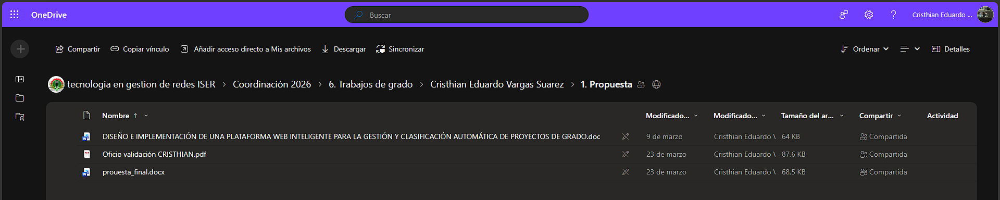 OneDrive Buscar Cristhian Eduardo ...
Compartir Copiar vínculo Añadir acceso directo a Mis archivos Descargar Sincronizar Ordenar Detalles
tecnologia en gestion de redes ISER > Coordinación 2026 > 6. Trabajos de grado > Cristhian Eduardo Vargas Suarez > 1. Propuesta
Nombre Modificado... Modificado... Tamaño del ar... Compartir Actividad
DISEÑO E IMPLEMENTACIÓN DE UNA PLATAFORMA WEB INTELIGENTE PARA LA GESTIÓN Y CLASIFICACIÓN AUTOMÁTICA DE PROYECTOS DE GRADO.doc 9 de marzo Cristhian Eduardo 64 KB Compartida
Oficio validación CRISTHIAN.pdf 23 de marzo Cristhian Eduardo 87,6 KB Compartida
prouesta_final.docx 23 de marzo Cristhian Eduardo 68,5 KB Compartida